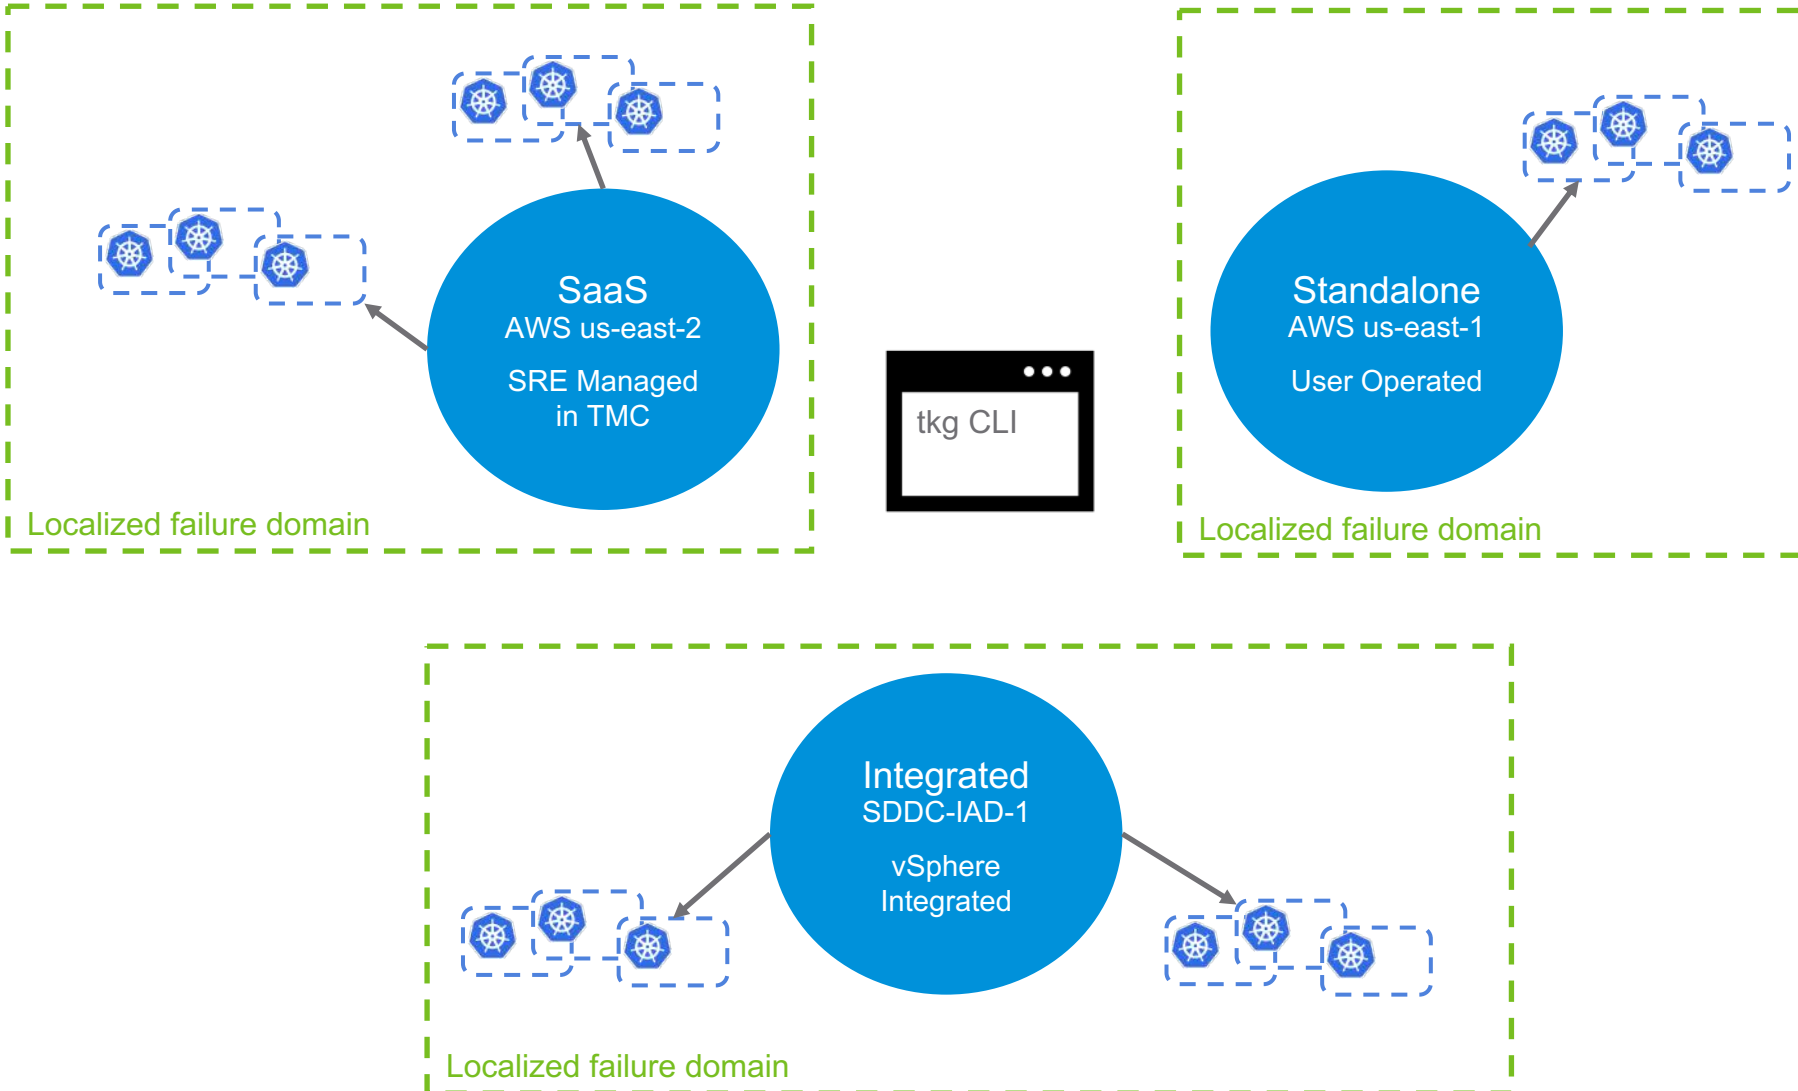 SaaS
AWS us-east-2
SRE Managed
in TMC
Localized failure domain
tkg CLI
Standalone
AWS us-east-1
User Operated
Localized failure domain
Integrated
SDDC-IAD-1
vSphere
Integrated
Localized failure domain